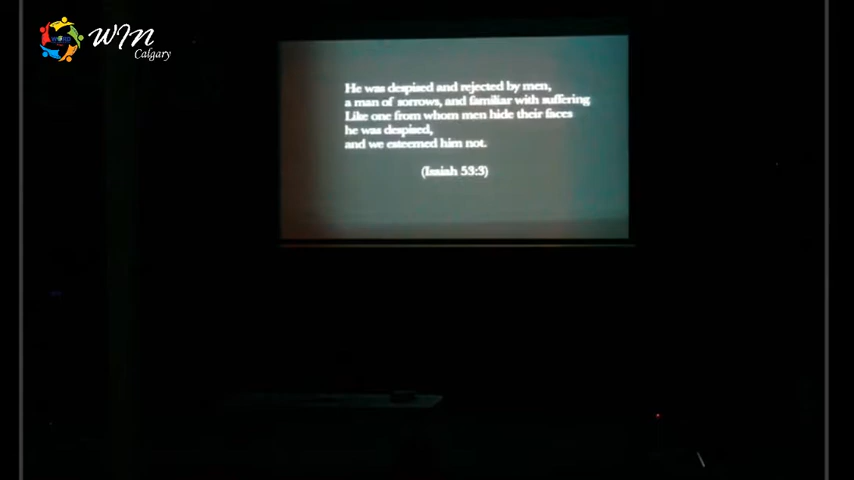 WIN
Calgary
He was despised and rejected by men,
a man of sorrows, and familiar with suffering
Like one from whom men hide their faces
he was despised,
and we esteemed him not.
(Isaiah 53:3)